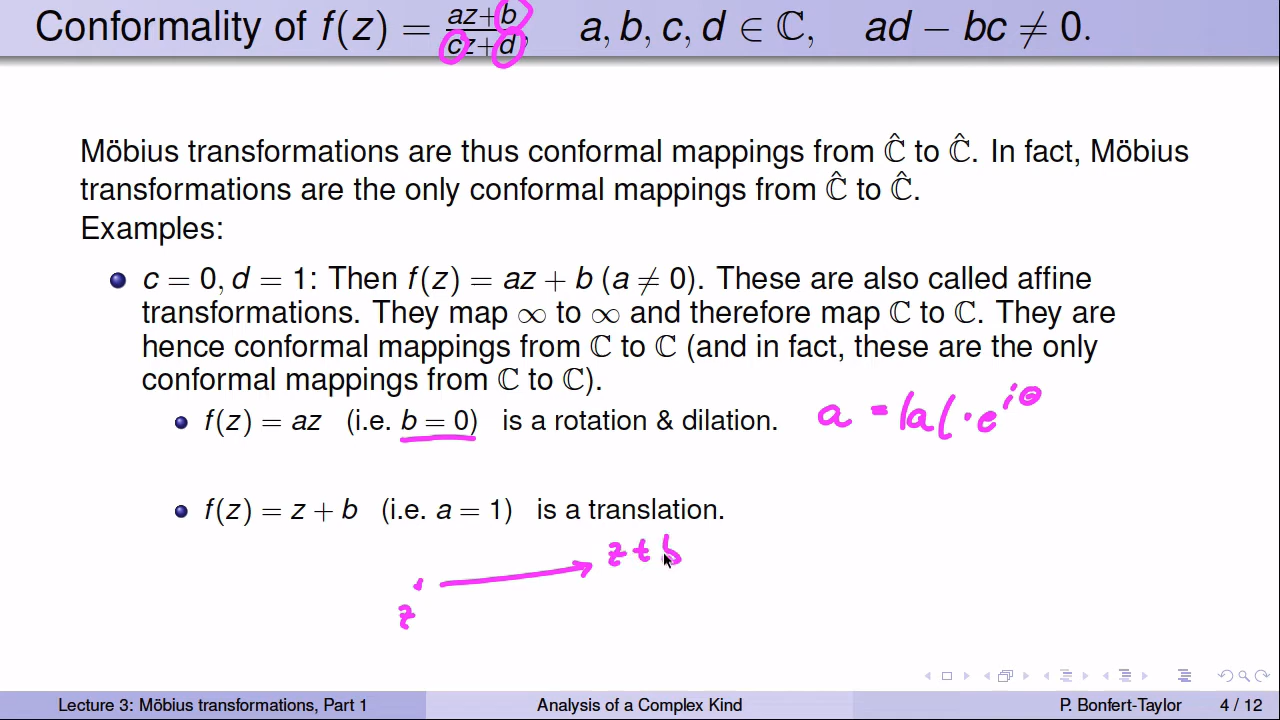 Conformality of f(z) = az+b/cz+d, a, b, c, d ∈ ℂ, ad − bc ≠ 0.
Möbius transformations are thus conformal mappings from Ĉ to Ĉ. In fact, Möbius
transformations are the only conformal mappings from Ĉ to Ĉ.
Examples:
c = 0, d = 1: Then f(z) = az + b (a ≠ 0). These are also called affine
transformations. They map ∞ to ∞ and therefore map ℂ to ℂ. They are
hence conformal mappings from ℂ to ℂ (and in fact, these are the only
conformal mappings from ℂ to ℂ).
f(z) = az (i.e. b = 0) is a rotation & dilation. a = |a| · e^{iθ}
f(z) = z + b (i.e. a = 1) is a translation.
z + b
z
Lecture 3: Möbius transformations, Part 1 Analysis of a Complex Kind P. Bonfert-Taylor 4 / 12